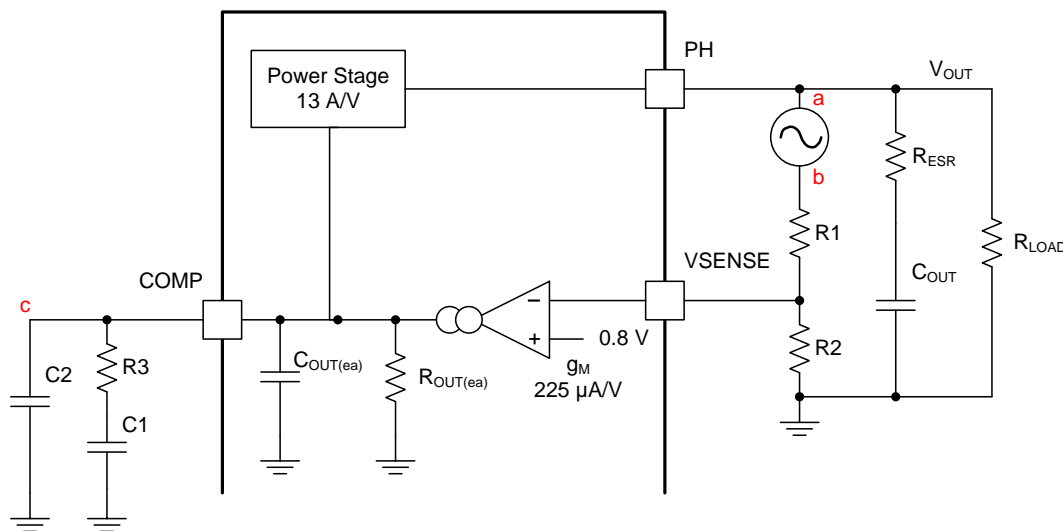 Power Stage
13 A/V
PH
VOUT
a
b
RESR
R1
RLOAD
COMP
VSENSE
COUT
c
−
+
0.8 V
gM
225 µA/V
R2
C2
R3
COUT(ea)
ROUT(ea)
C1